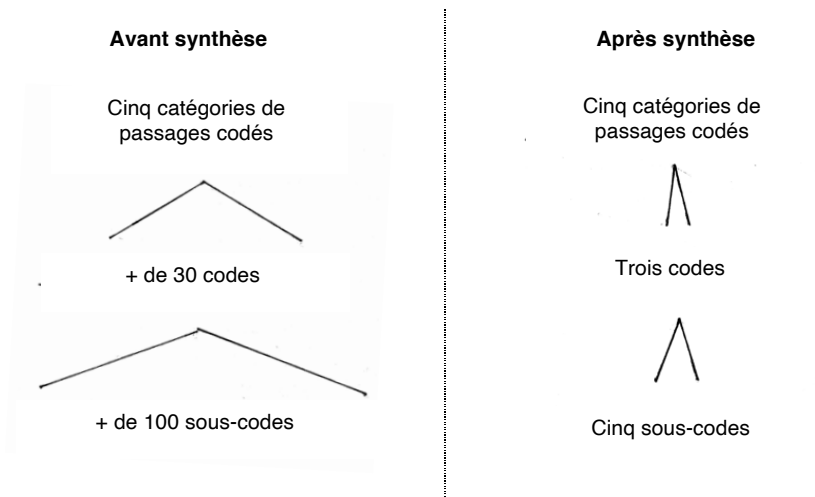 Avant synthèse
Cinq catégories de
passages codés
+ de 30 codes
+ de 100 sous-codes
Après synthèse
Cinq catégories de
passages codés
Trois codes
Cinq sous-codes